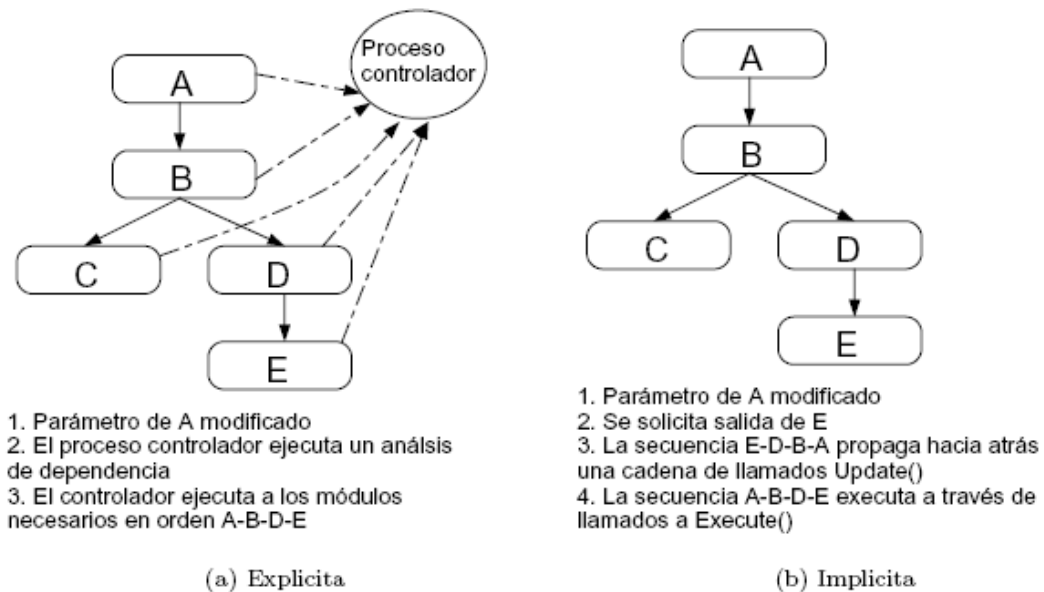 Proceso
controlador
A
B
C
D
E
1. Parámetro de A modificado
2. El proceso controlador ejecuta un análsis
de dependencia
3. El controlador ejecuta a los módulos
necesarios en orden A-B-D-E
(a) Explicita
A
B
C
D
E
1. Parámetro de A modificado
2. Se solicita salida de E
3. La secuencia E-D-B-A propaga hacia atrás
una cadena de llamados Update()
4. La secuencia A-B-D-E executa a través de
llamados a Execute()
(b) Implicita